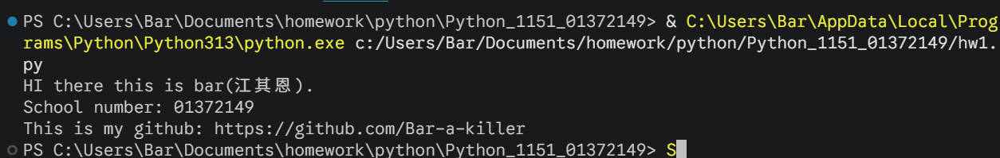 PS C:\Users\Bar\Documents\homework\python\Python_1151_01372149> & C:\Users\Bar\AppData\Local\Prog
rams\Python\Python313\python.exe c:/Users/Bar/Documents/homework/python/Python_1151_01372149/hw1.
py
HI there this is bar(江其恩).
School number: 01372149
This is my github: https://github.com/Bar-a-killer
PS C:\Users\Bar\Documents\homework\python\Python_1151_01372149> S